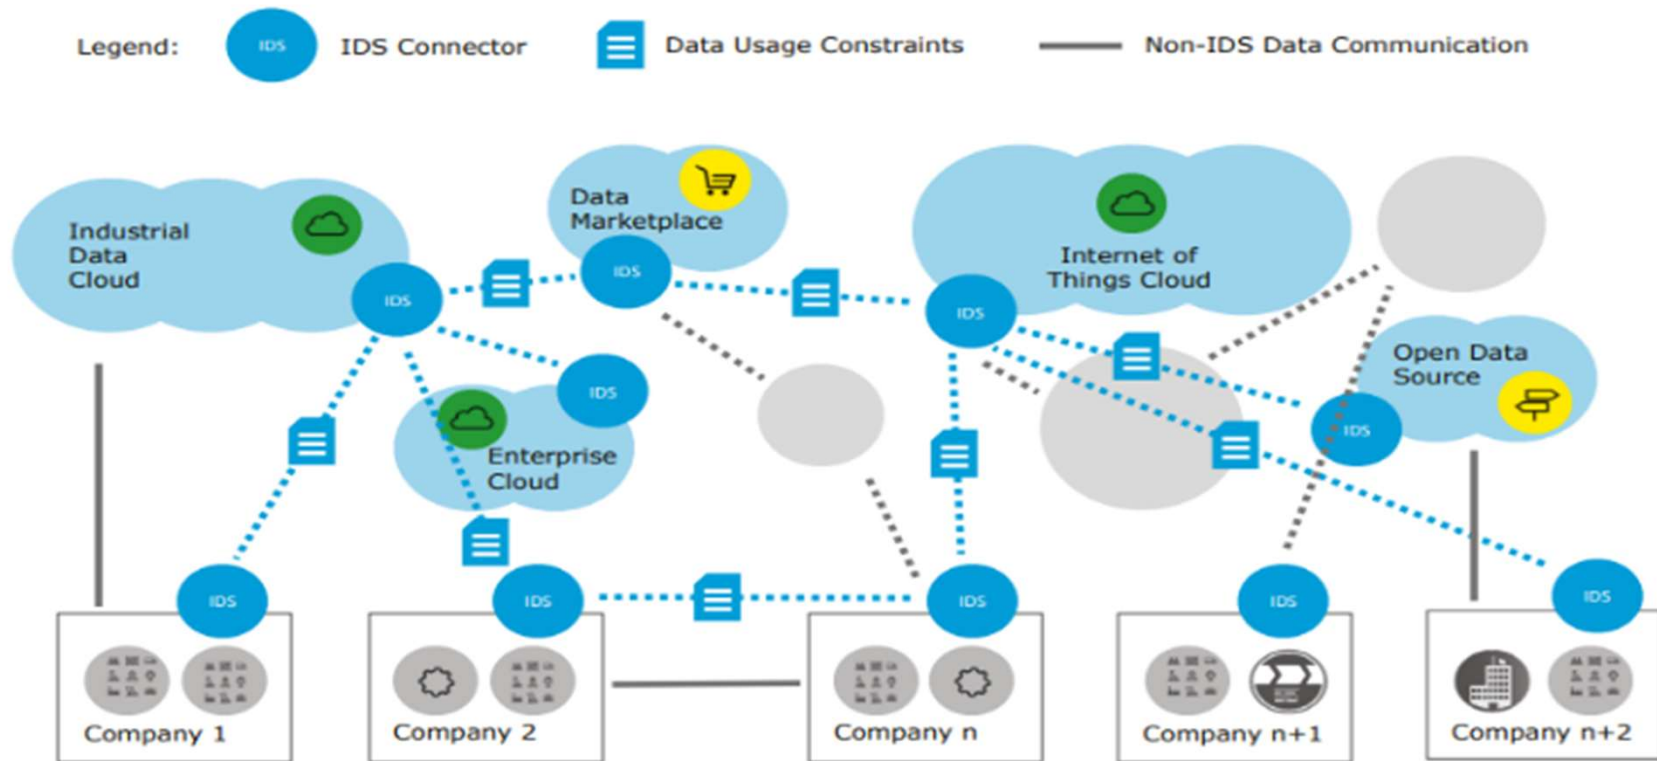 Legend:
IDS
IDS Connector
Data Usage Constraints
Non-IDS Data Communication
Industrial
Data
Cloud
Data
Marketplace
Internet of
Things Cloud
IDS
IDS
IDS
Open Data
Source
IDS
IDS
Enterprise
Cloud
IDS
IDS
IDS
IDS
IDS
Company 1
Company 2
Company n
Company n+1
Company n+2